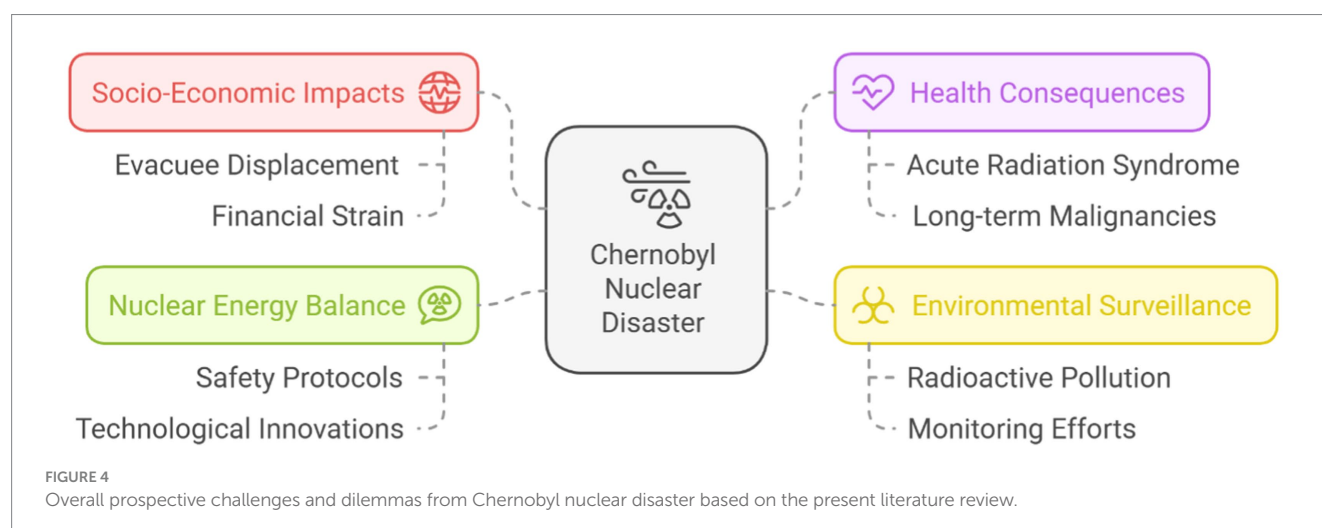 Socio-Economic Impacts
Evacuee Displacement
Financial Strain
Nuclear Energy Balance
Safety Protocols
Technological Innovations
Chernobyl
Nuclear
Disaster
Health Consequences
Acute Radiation Syndrome
Long-term Malignancies
Environmental Surveillance
Radioactive Pollution
Monitoring Efforts
FIGURE 4
Overall prospective challenges and dilemmas from Chernobyl nuclear disaster based on the present literature review.